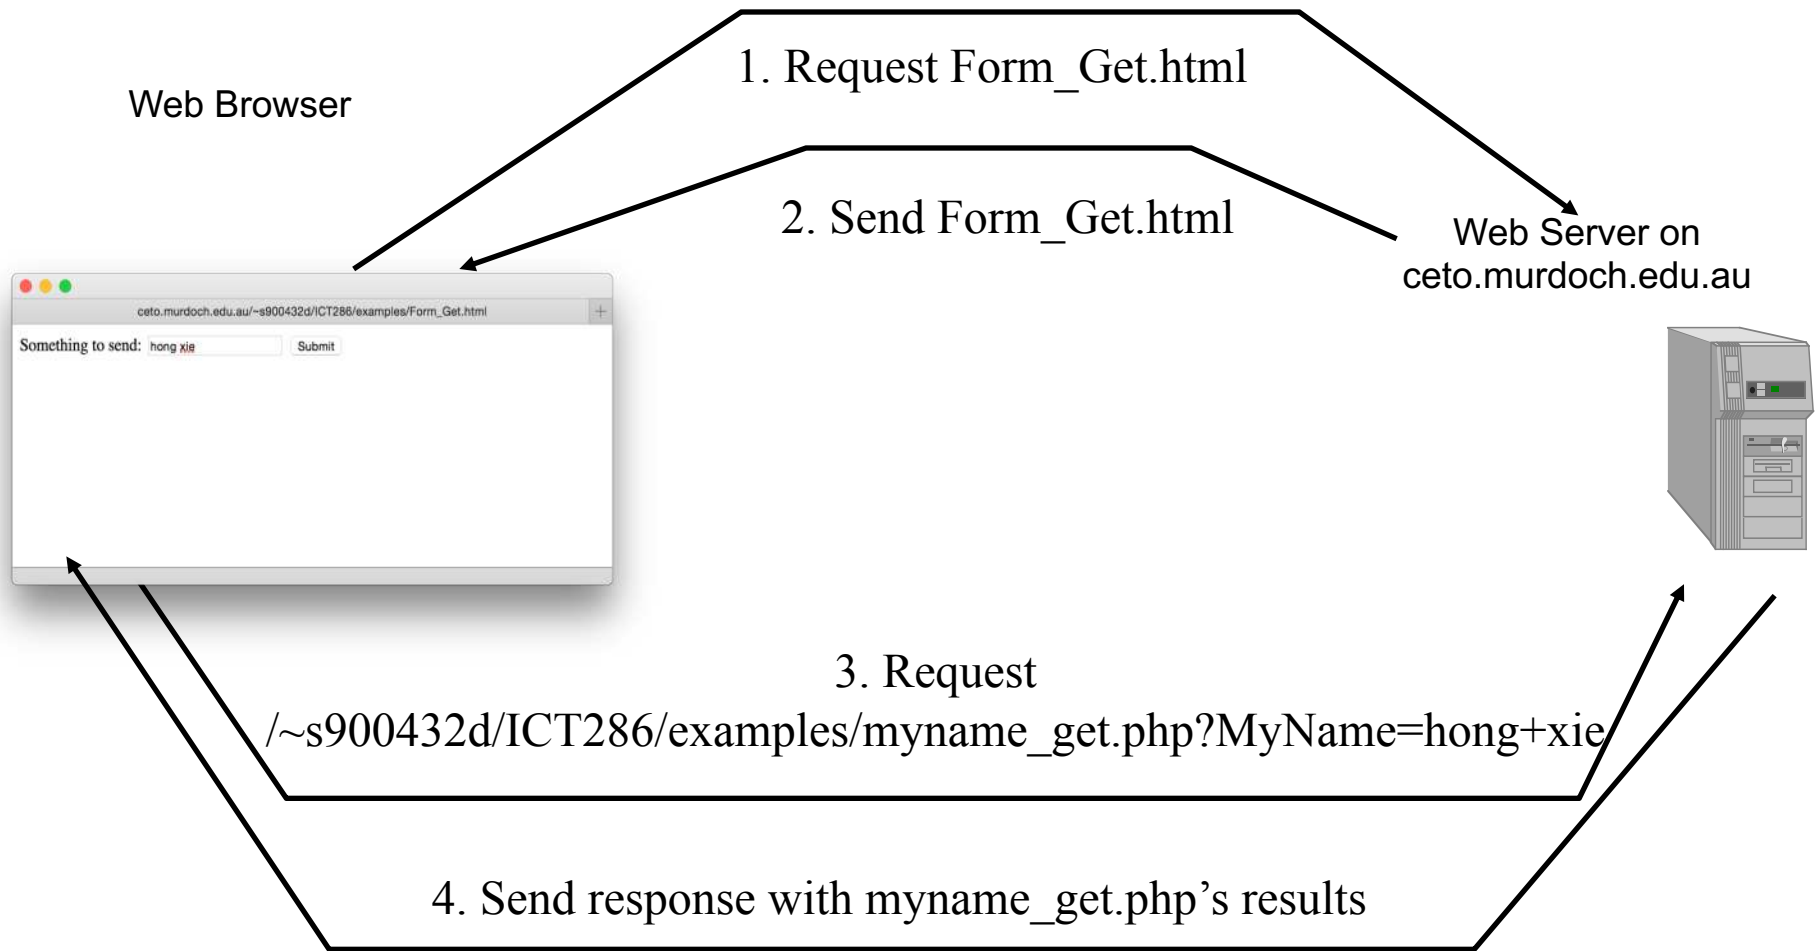 1. Request Form_Get.html
Web Browser
2. Send Form_Get.html
Web Server on
ceto.murdoch.edu.au
ceto.murdoch.edu.au/~s900432d/ICT286/examples/Form_Get.html
+
Something to send: hong xie Submit
3. Request
/~s900432d/ICT286/examples/myname_get.php?MyName=hong+xie
4. Send response with myname_get.php’s results